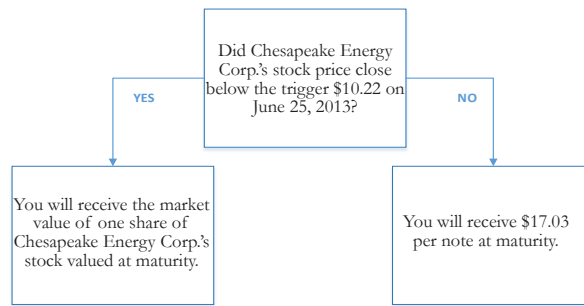 Did Chesapeake Energy
Corp.'s stock price close
below the trigger $10.22 on
June 25, 2013?
YES
NO
You will receive the market
value of one share of
Chesapeake Energy Corp.'s
stock valued at maturity.
You will receive $17.03
per note at maturity.